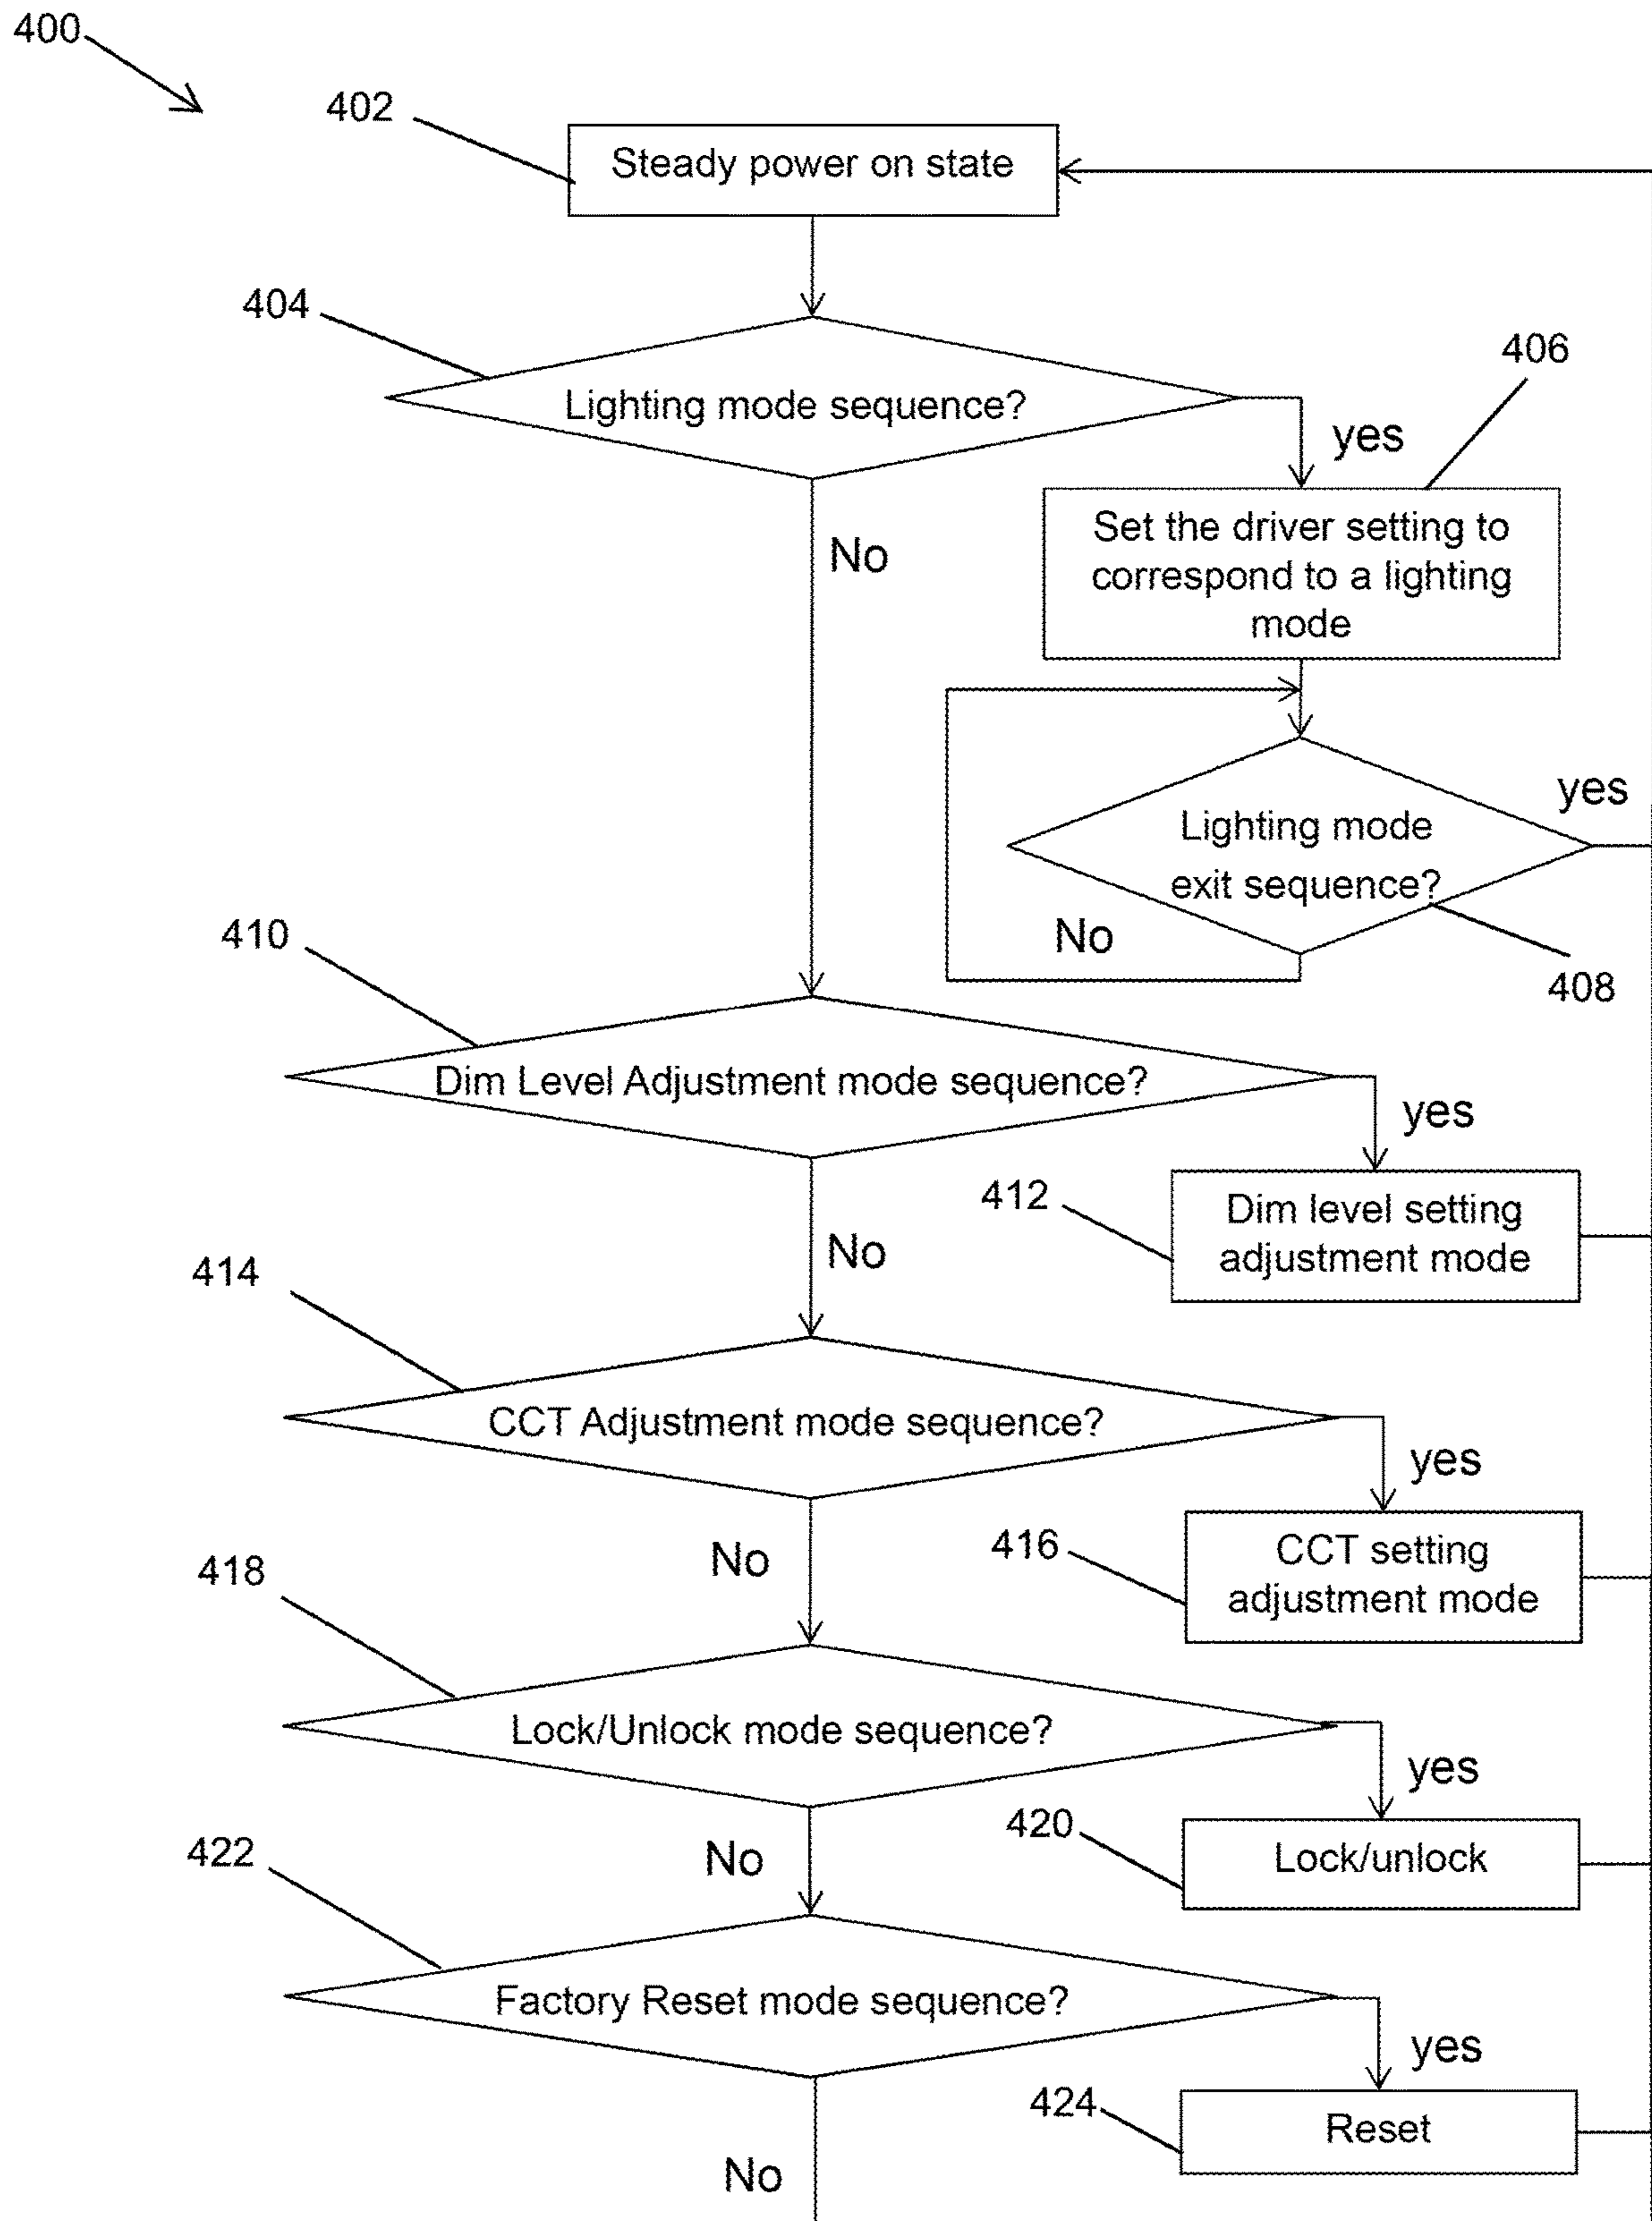 400
402
Steady power on state
404
Lighting mode sequence?
406
yes
Set the driver setting to
correspond to a lighting
mode
No
Lighting mode
exit sequence?
yes
No
408
410
Dim Level Adjustment mode sequence?
yes
412
Dim level setting
adjustment mode
No
414
CCT Adjustment mode sequence?
yes
416
CCT setting
adjustment mode
No
418
Lock/Unlock mode sequence?
yes
420
Lock/unlock
No
422
Factory Reset mode sequence?
yes
424
Reset
No